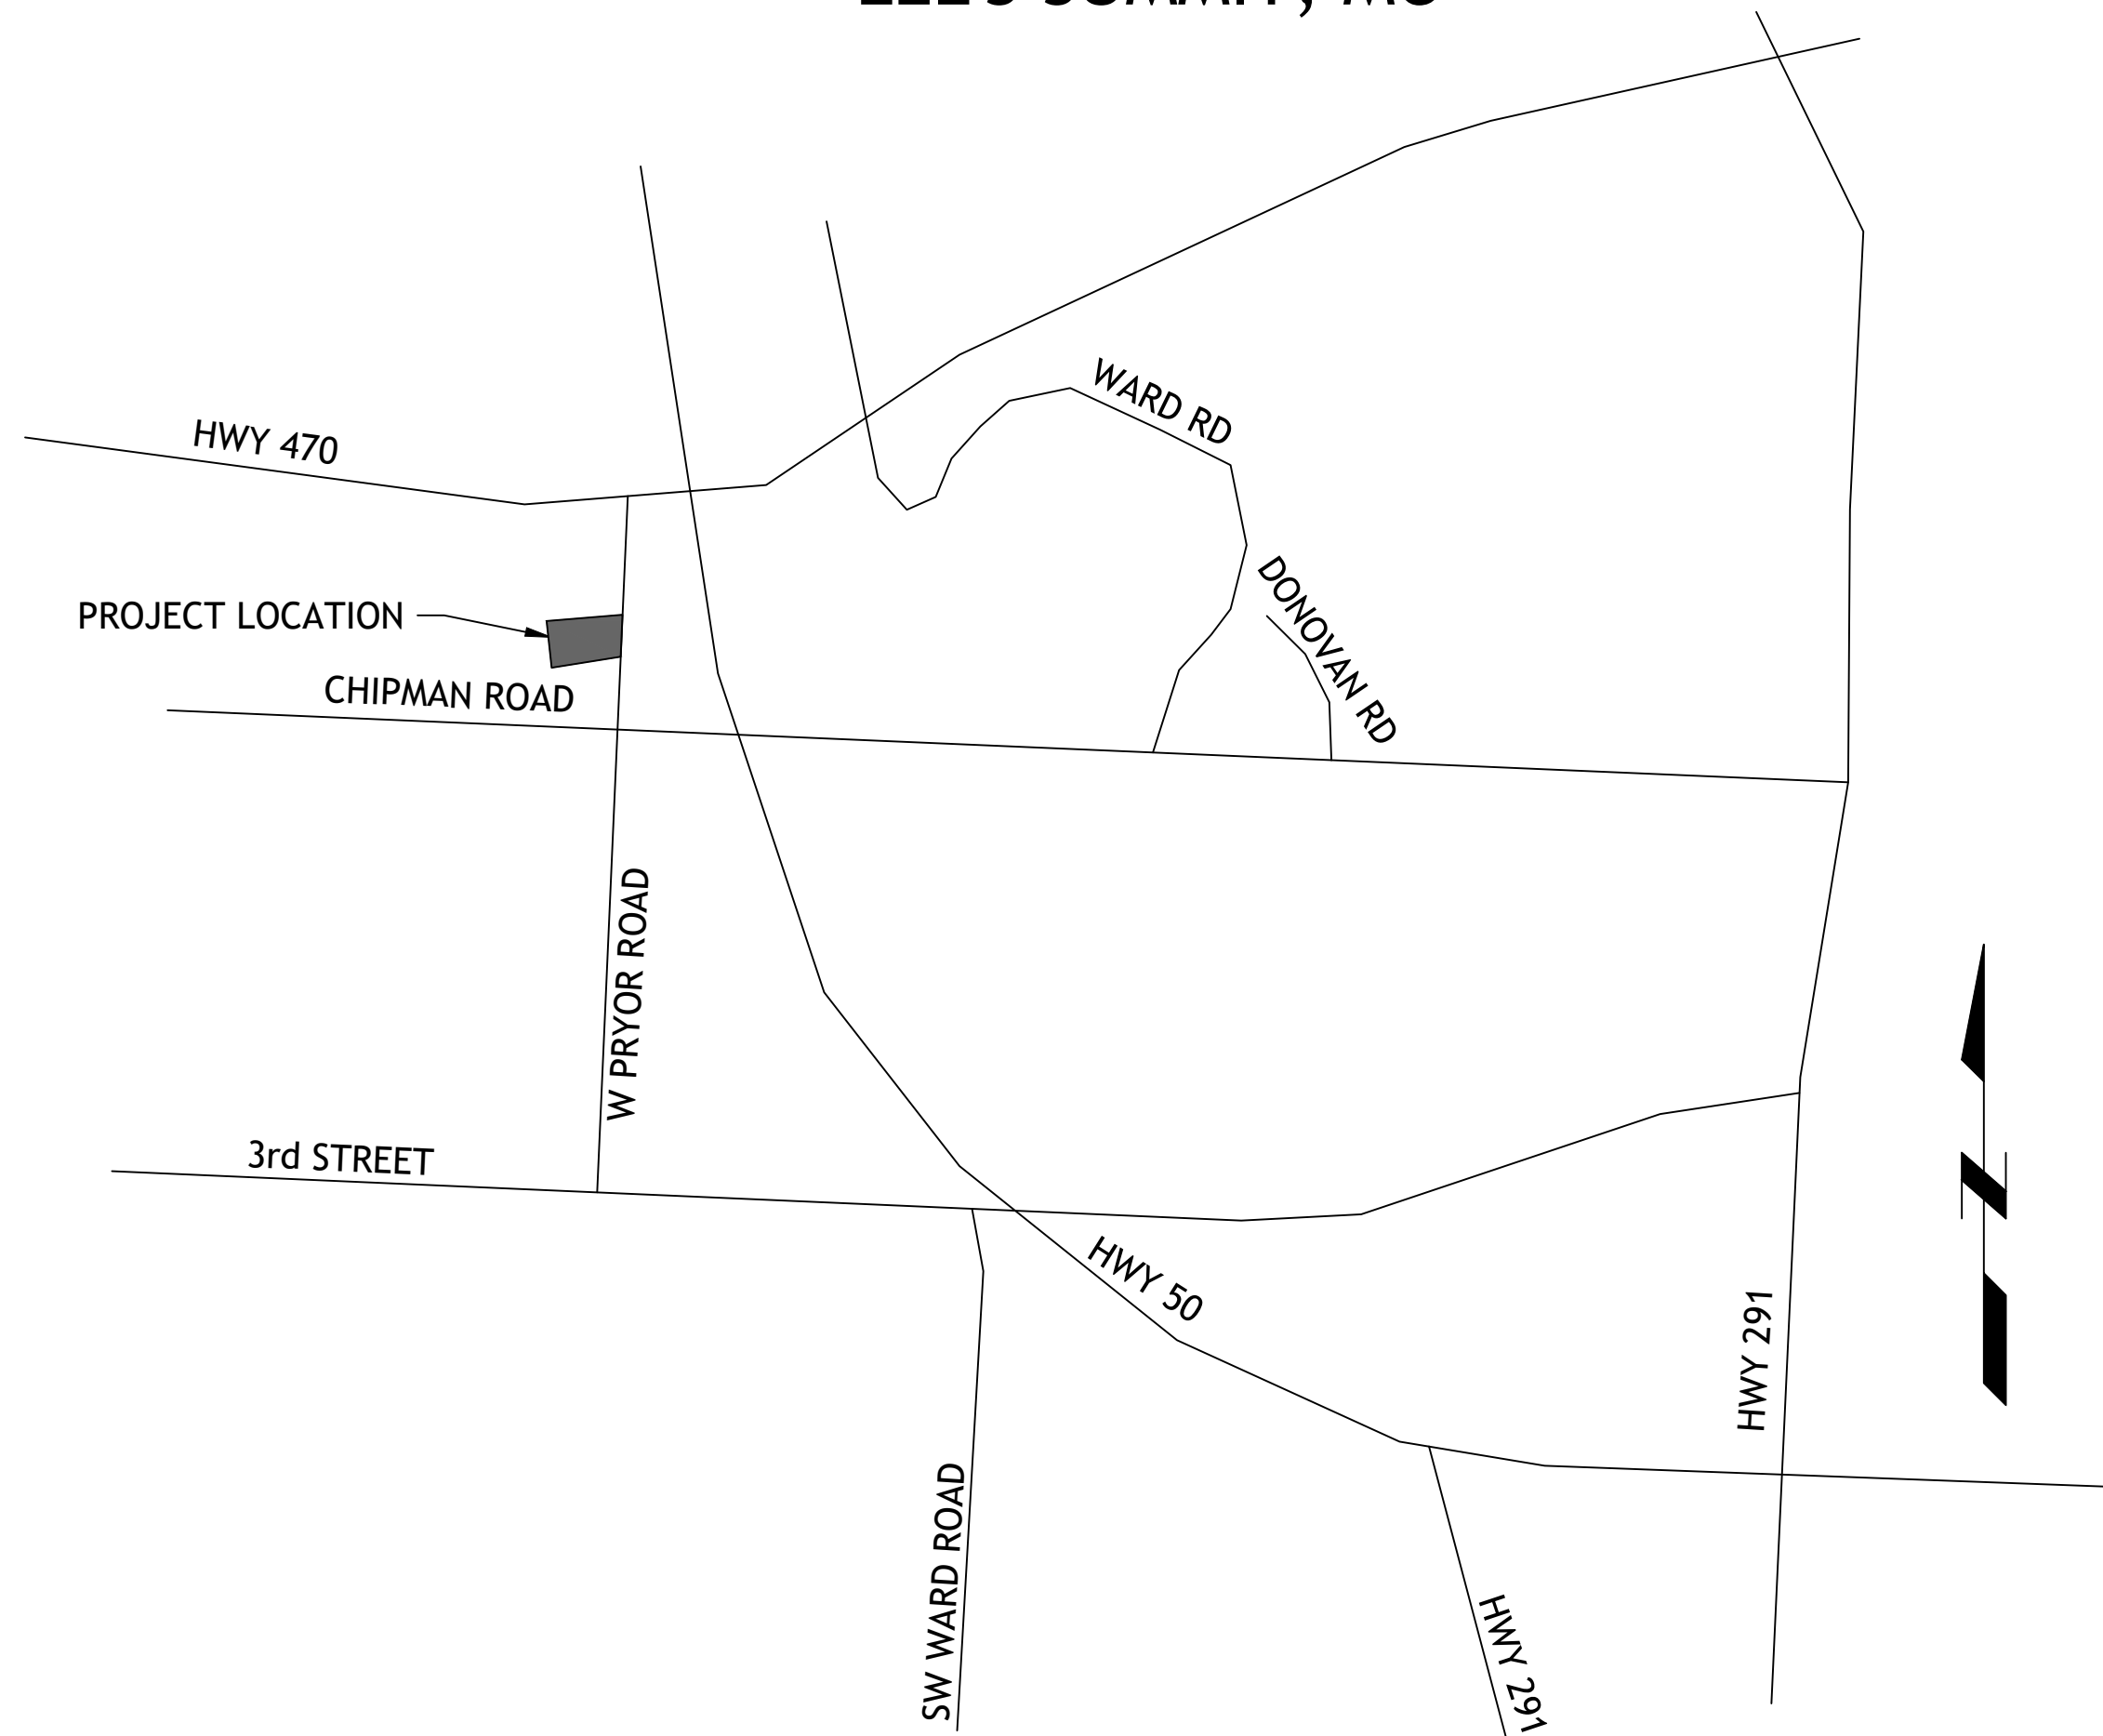 HWY 470
WARD RD
DONOVAN RD
PROJECT LOCATION
CHIPMAN ROAD
W PRYOR ROAD
3rd STREET
HWY 50
HWY 291
SW WARD ROAD
HWY 291
N